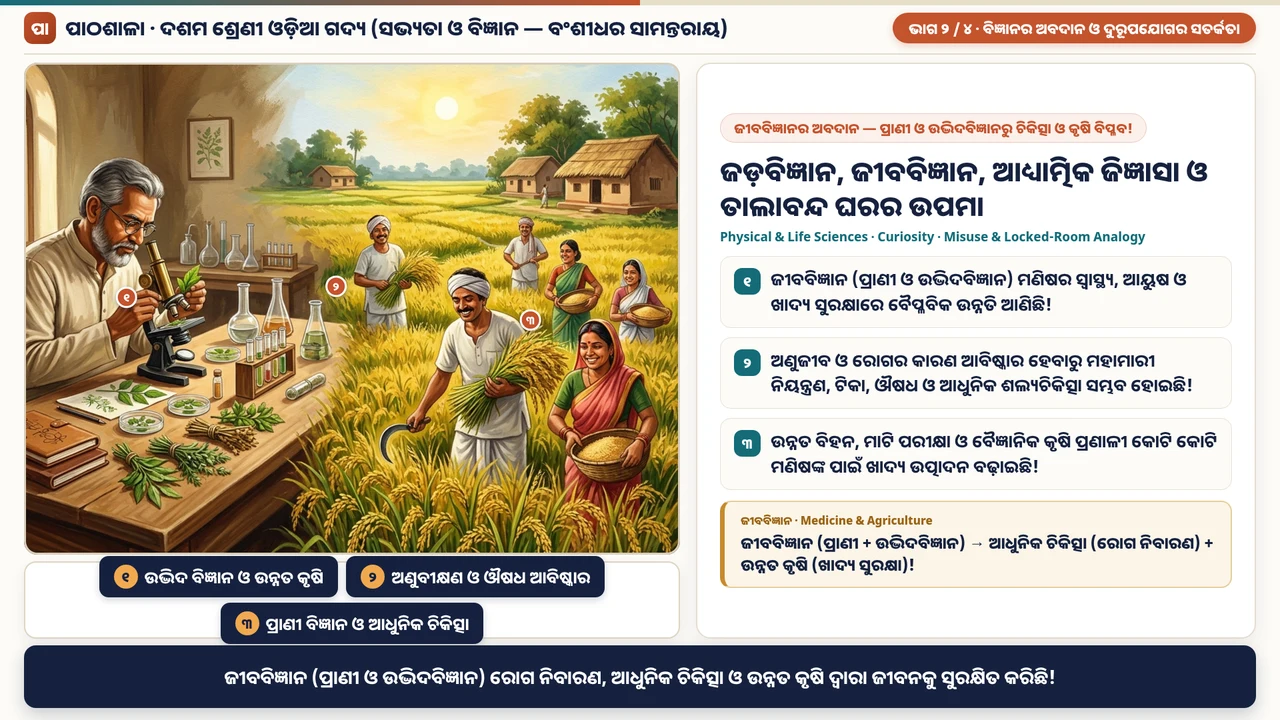 ପା
ପାଠଶାଳା · ଦଶମ ଶ୍ରେଣୀ ଓଡ଼ିଆ ଗଦ୍ୟ (ସଭ୍ୟତା ଓ ବିଜ୍ଞାନ — ବଂଶୀଧର ସାମନ୍ତରାୟ)
ଭାଗ ୨ / ୪ · ବିଜ୍ଞାନର ଅବଦାନ ଓ ଦୁରୁପଯୋଗର ସତର୍କତା
୧
୨
୩
୧ ଉଦ୍ଭିଦ ବିଜ୍ଞାନ ଓ ଉନ୍ନତ କୃଷି
୨ ଅଣୁବୀକ୍ଷଣ ଓ ଔଷଧ ଆବିଷ୍କାର
୩ ପ୍ରାଣୀ ବିଜ୍ଞାନ ଓ ଆଧୁନିକ ଚିକିତ୍ସା
ଜୀବବିଜ୍ଞାନର ଅବଦାନ — ପ୍ରାଣୀ ଓ ଉଦ୍ଭିଦବିଜ୍ଞାନରୁ ଚିକିତ୍ସା ଓ କୃଷି ବିପ୍ଳବ!
ଜଡ଼ବିଜ୍ଞାନ, ଜୀବବିଜ୍ଞାନ, ଆଧ୍ୟାତ୍ମିକ ଜିଜ୍ଞାସା ଓ
ତାଲାବନ୍ଦ ଘରର ଉପମା
Physical & Life Sciences · Curiosity · Misuse & Locked-Room Analogy
୧ ଜୀବବିଜ୍ଞାନ (ପ୍ରାଣୀ ଓ ଉଦ୍ଭିଦବିଜ୍ଞାନ) ମଣିଷର ସ୍ୱାସ୍ଥ୍ୟ, ଆୟୁଷ ଓ
ଖାଦ୍ୟ ସୁରକ୍ଷାରେ ବୈପ୍ଳବିକ ଉନ୍ନତି ଆଣିଛି!
୨ ଅଣୁଜୀବ ଓ ରୋଗର କାରଣ ଆବିଷ୍କାର ହେବାରୁ ମହାମାରୀ
ନିୟନ୍ତ୍ରଣ, ଟିକା, ଔଷଧ ଓ ଆଧୁନିକ ଶଲ୍ୟଚିକିତ୍ସା ସମ୍ଭବ ହୋଇଛି!
୩ ଉନ୍ନତ ବିହନ, ମାଟି ପରୀକ୍ଷା ଓ ବୈଜ୍ଞାନିକ କୃଷି ପ୍ରଣାଳୀ କୋଟି କୋଟି
ମଣିଷଙ୍କ ପାଇଁ ଖାଦ୍ୟ ଉତ୍ପାଦନ ବଢ଼ାଇଛି!
ଜୀବବିଜ୍ଞାନ · Medicine & Agriculture
ଜୀବବିଜ୍ଞାନ (ପ୍ରାଣୀ + ଉଦ୍ଭିଦବିଜ୍ଞାନ) → ଆଧୁନିକ ଚିକିତ୍ସା (ରୋଗ ନିବାରଣ) +
ଉନ୍ନତ କୃଷି (ଖାଦ୍ୟ ସୁରକ୍ଷା)!
ଜୀବବିଜ୍ଞାନ (ପ୍ରାଣୀ ଓ ଉଦ୍ଭିଦବିଜ୍ଞାନ) ରୋଗ ନିବାରଣ, ଆଧୁନିକ ଚିକିତ୍ସା ଓ ଉନ୍ନତ କୃଷି ଦ୍ୱାରା ଜୀବନକୁ ସୁରକ୍ଷିତ କରିଛି!